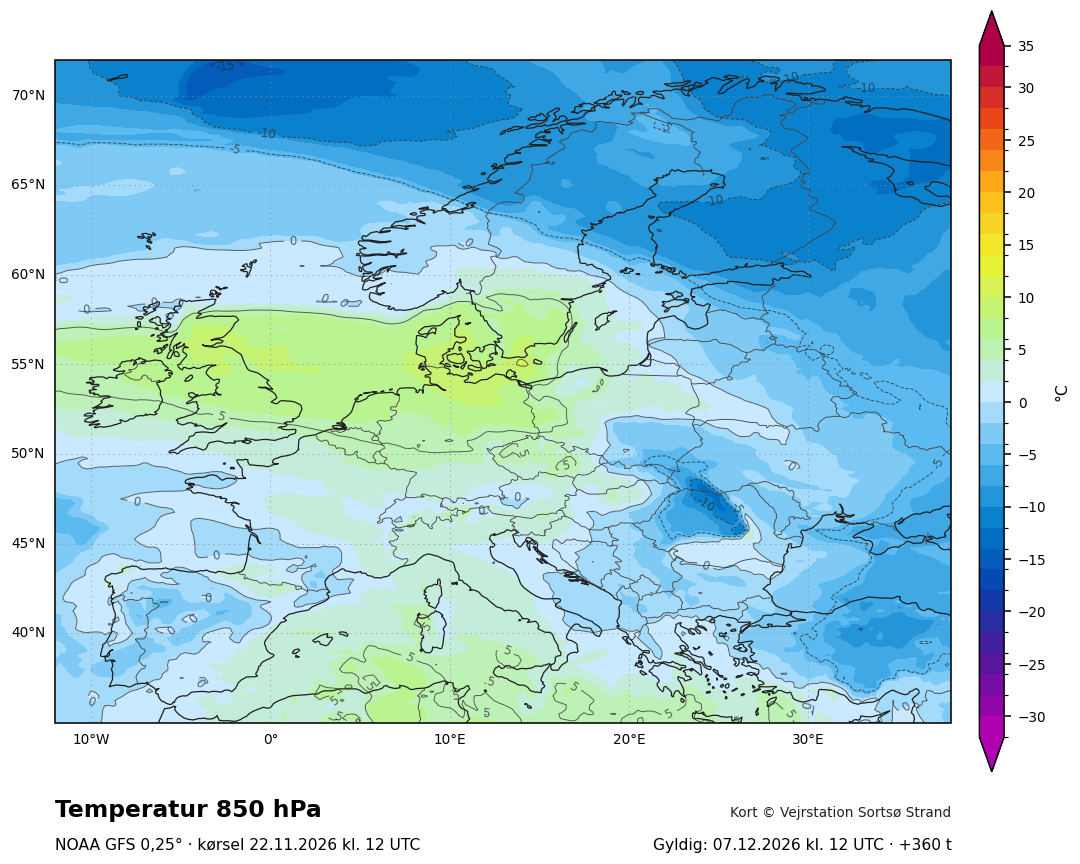 70°N
65°N
60°N
55°N
50°N
45°N
40°N
10°W
0°
10°E
20°E
30°E
35
30
25
20
15
10
5
0
−5
−10
−15
−20
−25
−30
°C
Temperatur 850 hPa
Kort © Vejrstation Sortsø Strand
NOAA GFS 0,25° · kørsel 22.11.2026 kl. 12 UTC
Gyldig: 07.12.2026 kl. 12 UTC · +360 t